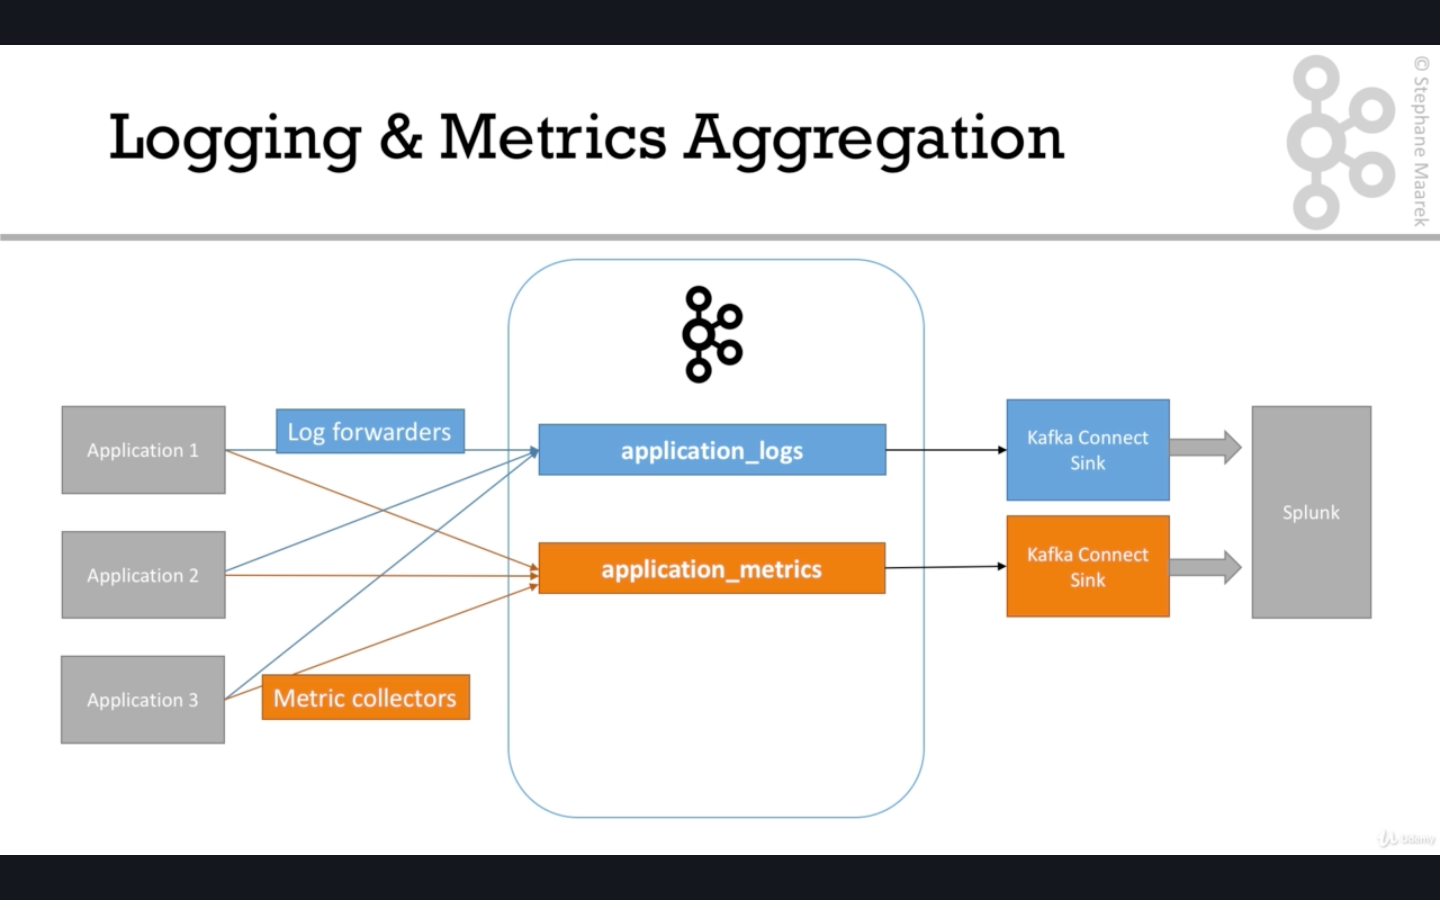 Logging & Metrics Aggregation
© Stephane Maarek
Application 1
Log forwarders
application_logs
Kafka Connect
Sink
Splunk
Application 2
application_metrics
Kafka Connect
Sink
Application 3
Metric collectors
Udemy